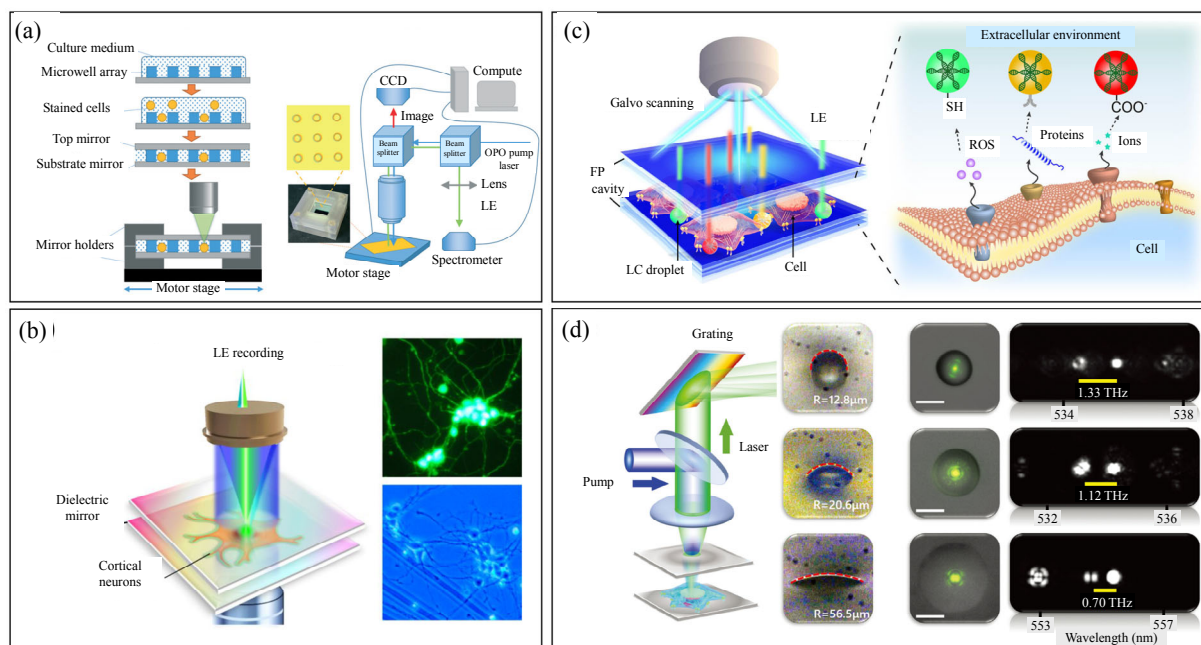 (a)
Culture medium
Microwell array
Stained cells
Top mirror
Substrate mirror
Mirror holders
Motor stage
CCD
Image
Compute
Beam
splitter
Beam
splitter
OPO pump
laser
Lens
LE
Motor stage
Spectrometer
(b)
LE recording
Dielectric
mirror
Cortical
neurons
(c)
Galvo scanning
LE
FP
cavity
LC droplet
Cell
Extracellular environment
SH
COO⁻
ROS
Proteins
Ions
Cell
(d)
Grating
Laser
Pump
R=12.8μm
R=20.6μm
R=56.5μm
1.33 THz
534
538
1.12 THz
532
536
0.70 THz
553
557
Wavelength (nm)